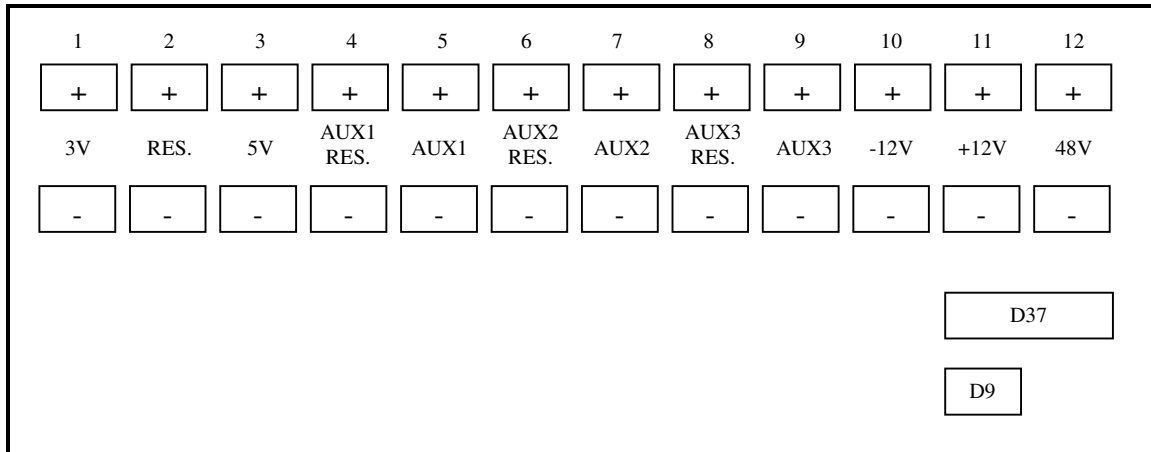 1 2 3 4 5 6 7 8 9 10 11 12
+ + + + + + + + + + + +
3V RES. 5V AUX1 RES. AUX1 AUX2 RES. AUX2 AUX3 RES. AUX3 -12V +12V 48V
- - - - - - - - - - - -
D37
D9